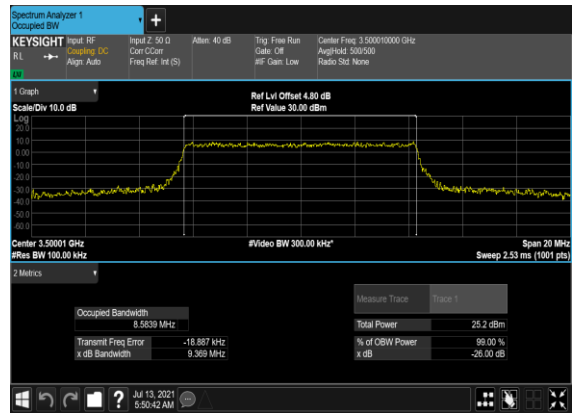 Spectrum Analyzer 1
Occupied BW
+
KEYSIGHT Input: RF Input Z: 50 Ω Atten: 40 dB Trig: Free Run Center Freq: 3.500010000 GHz
Coupling: DC Corr CCorr Gate: Off Avg|Hold: 500/500
R L Align: Auto Freq Ref: Int (S) #IF Gain: Low Radio Std: None
LW
1 Graph
Ref Lvl Offset 4.80 dB
Scale/Div 10.0 dB Ref Value 30.00 dBm
Log
20.0
10.0
0.00
-10.0
-20.0
-30.0
-40.0
-50.0
-60.0
Center 3.50001 GHz #Video BW 300.00 kHz* Span 20 MHz
#Res BW 100.00 kHz Sweep 2.53 ms (1001 pts)
2 Metrics
Measure Trace Trace 1
Occupied Bandwidth
8.5839 MHz Total Power 25.2 dBm
Transmit Freq Error -18.887 kHz % of OBW Power 99.00 %
x dB Bandwidth 9.369 MHz x dB -26.00 dB
? Jul 13, 2021
5:50:42 AM